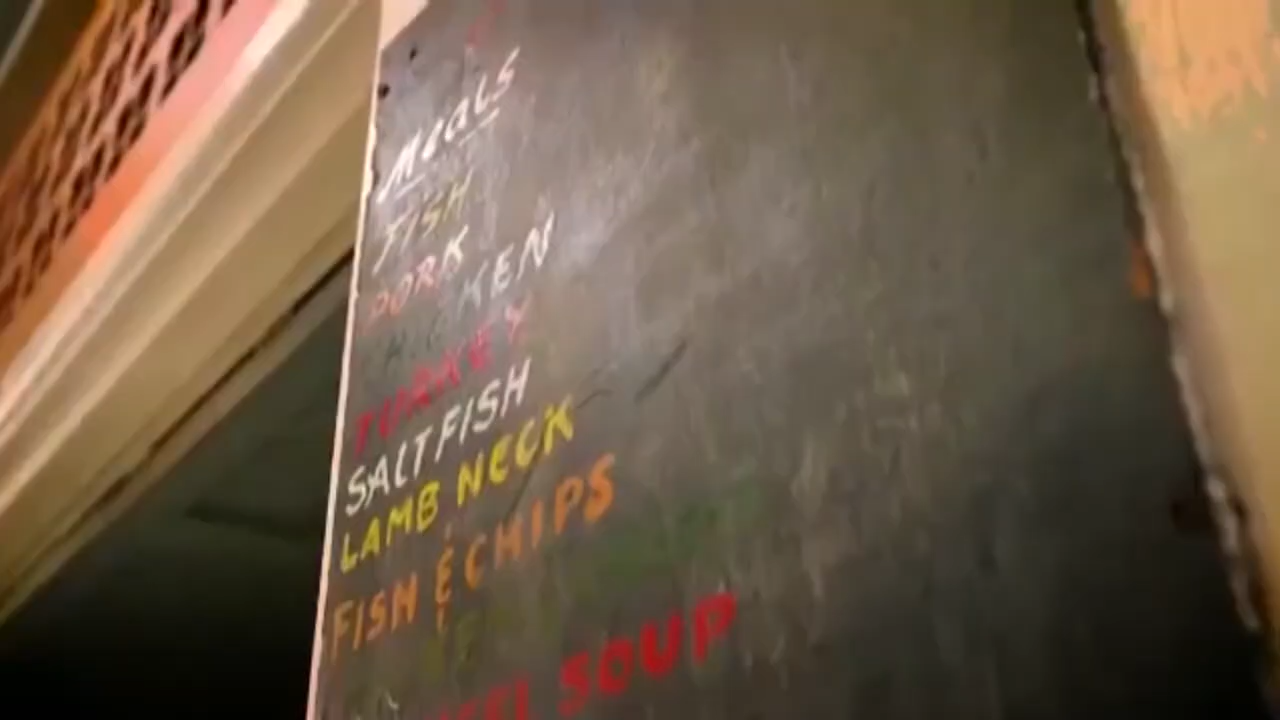 Meals
FISH
PORK
CHICKEN
TURKEY
SALTFISH
LAMB NECK
FISH & CHIPS
SOUP